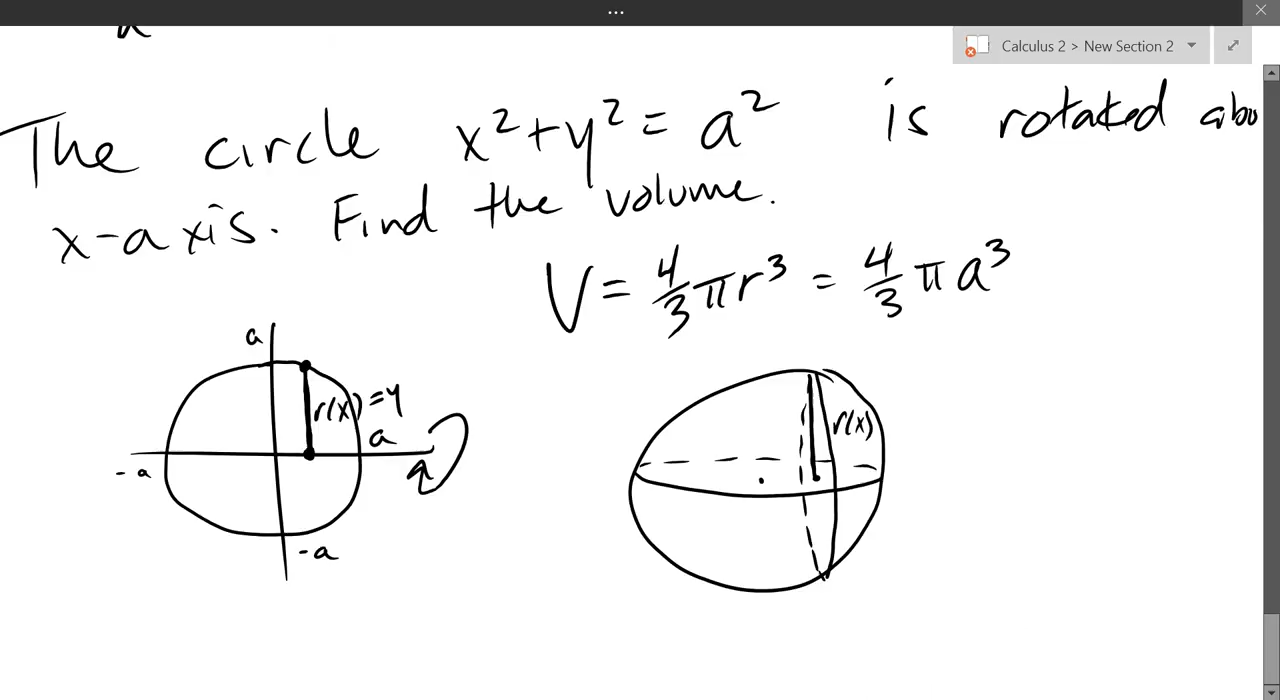 ...
Calculus 2 > New Section 2
The circle x² + y² = a² is rotated abo
x-axis. Find the volume.
V = 4/3 πr³ = 4/3 πa³
a
r(x) = y
a
-a
-a
r(x)